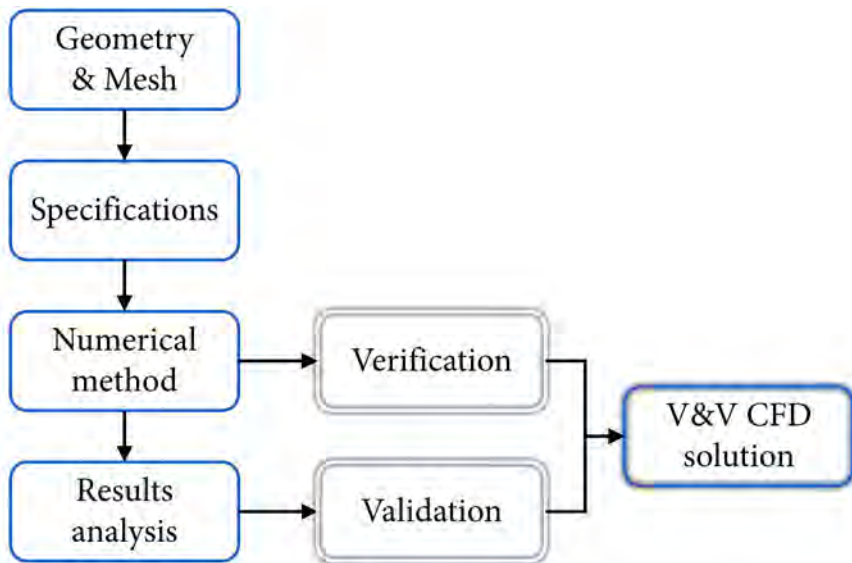 Geometry
& Mesh
Specifications
Numerical
method
Verification
V&V CFD
solution
Results
analysis
Validation